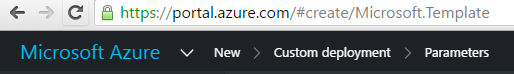 https://portal.azure.com/#create/Microsoft.Template
Microsoft Azure New Custom deployment Parameters